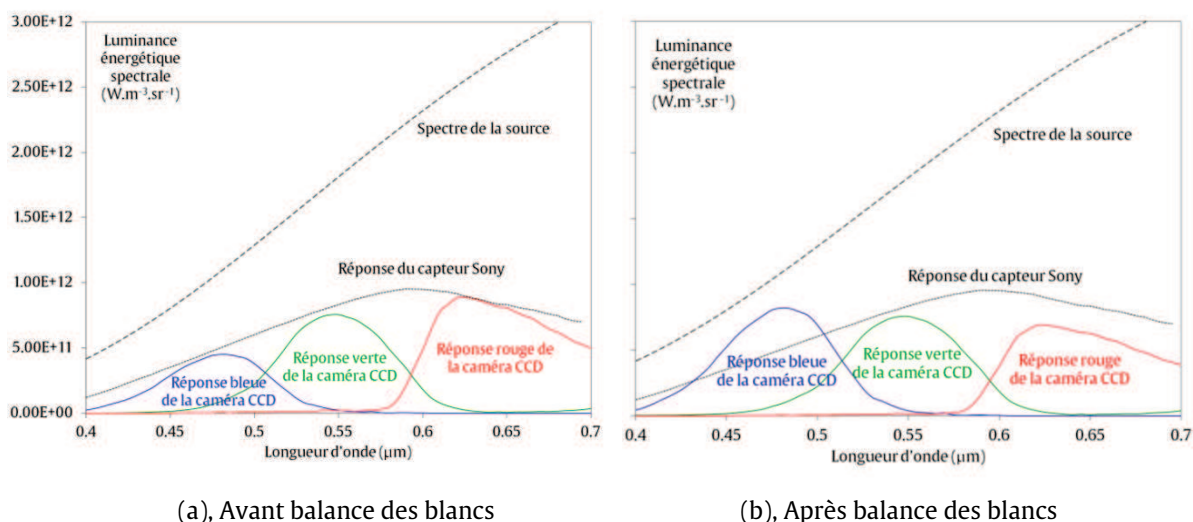 3.00E+12
2.50E+12
2.00E+12
1.50E+12
1.00E+12
5.00E+11
0.00E+00
Luminance
énergétique
spectrale
(W.m⁻³.sr⁻¹)
Spectre de la source
Réponse du capteur Sony
Réponse bleue
de la caméra CCD
Réponse verte
de la caméra CCD
Réponse rouge de
la caméra CCD
0.4 0.45 0.5 0.55 0.6 0.65 0.7
Longueur d'onde (μm)
(a), Avant balance des blancs
Luminance
énergétique
spectrale
(W.m⁻³.sr⁻¹)
Spectre de la source
Réponse du capteur Sony
Réponse bleue
de la caméra CCD
Réponse verte
de la caméra CCD
Réponse rouge
de la caméra CCD
0.4 0.45 0.5 0.55 0.6 0.65 0.7
Longueur d'onde (μm)
(b), Après balance des blancs